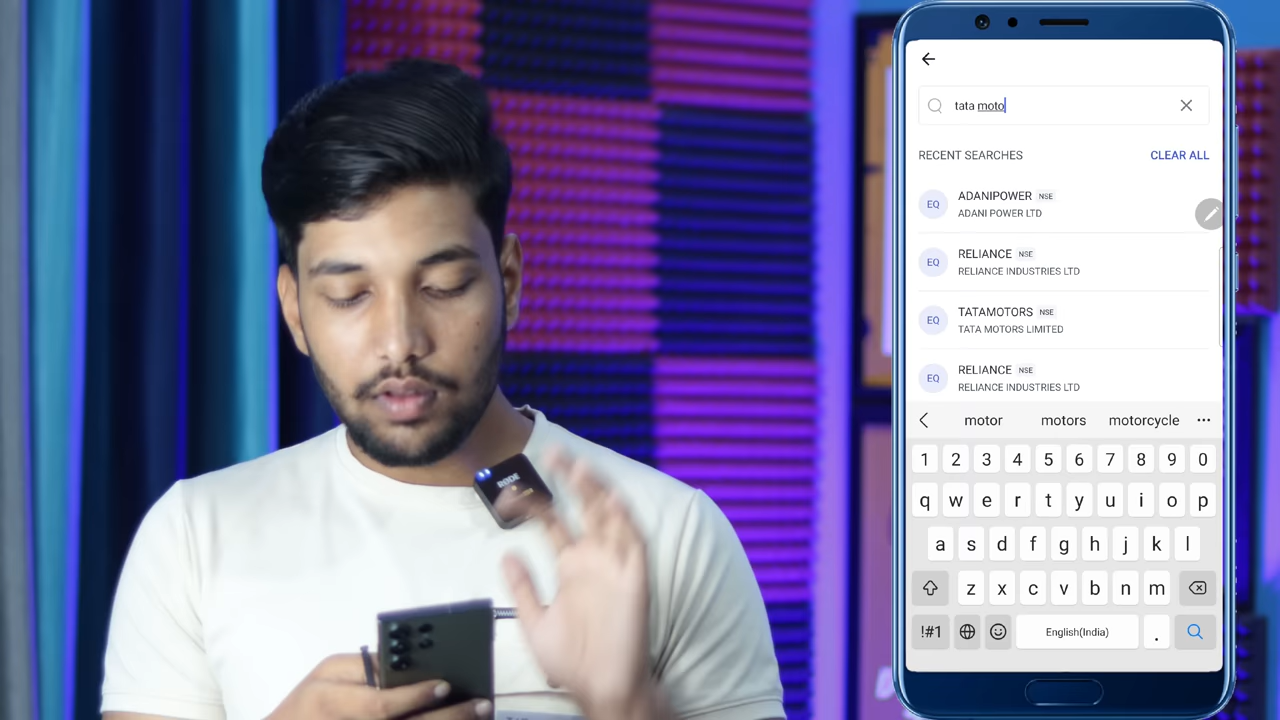 tata moto
RECENT SEARCHES
CLEAR ALL
EQ
ADANIPOWER NSE
ADANI POWER LTD
EQ
RELIANCE NSE
RELIANCE INDUSTRIES LTD
EQ
TATAMOTORS NSE
TATA MOTORS LIMITED
EQ
RELIANCE NSE
RELIANCE INDUSTRIES LTD
motor motors motorcycle
1 2 3 4 5 6 7 8 9 0
q w e r t y u i o p
a s d f g h j k l
z x c v b n m
!#1 English(India) .
RODE